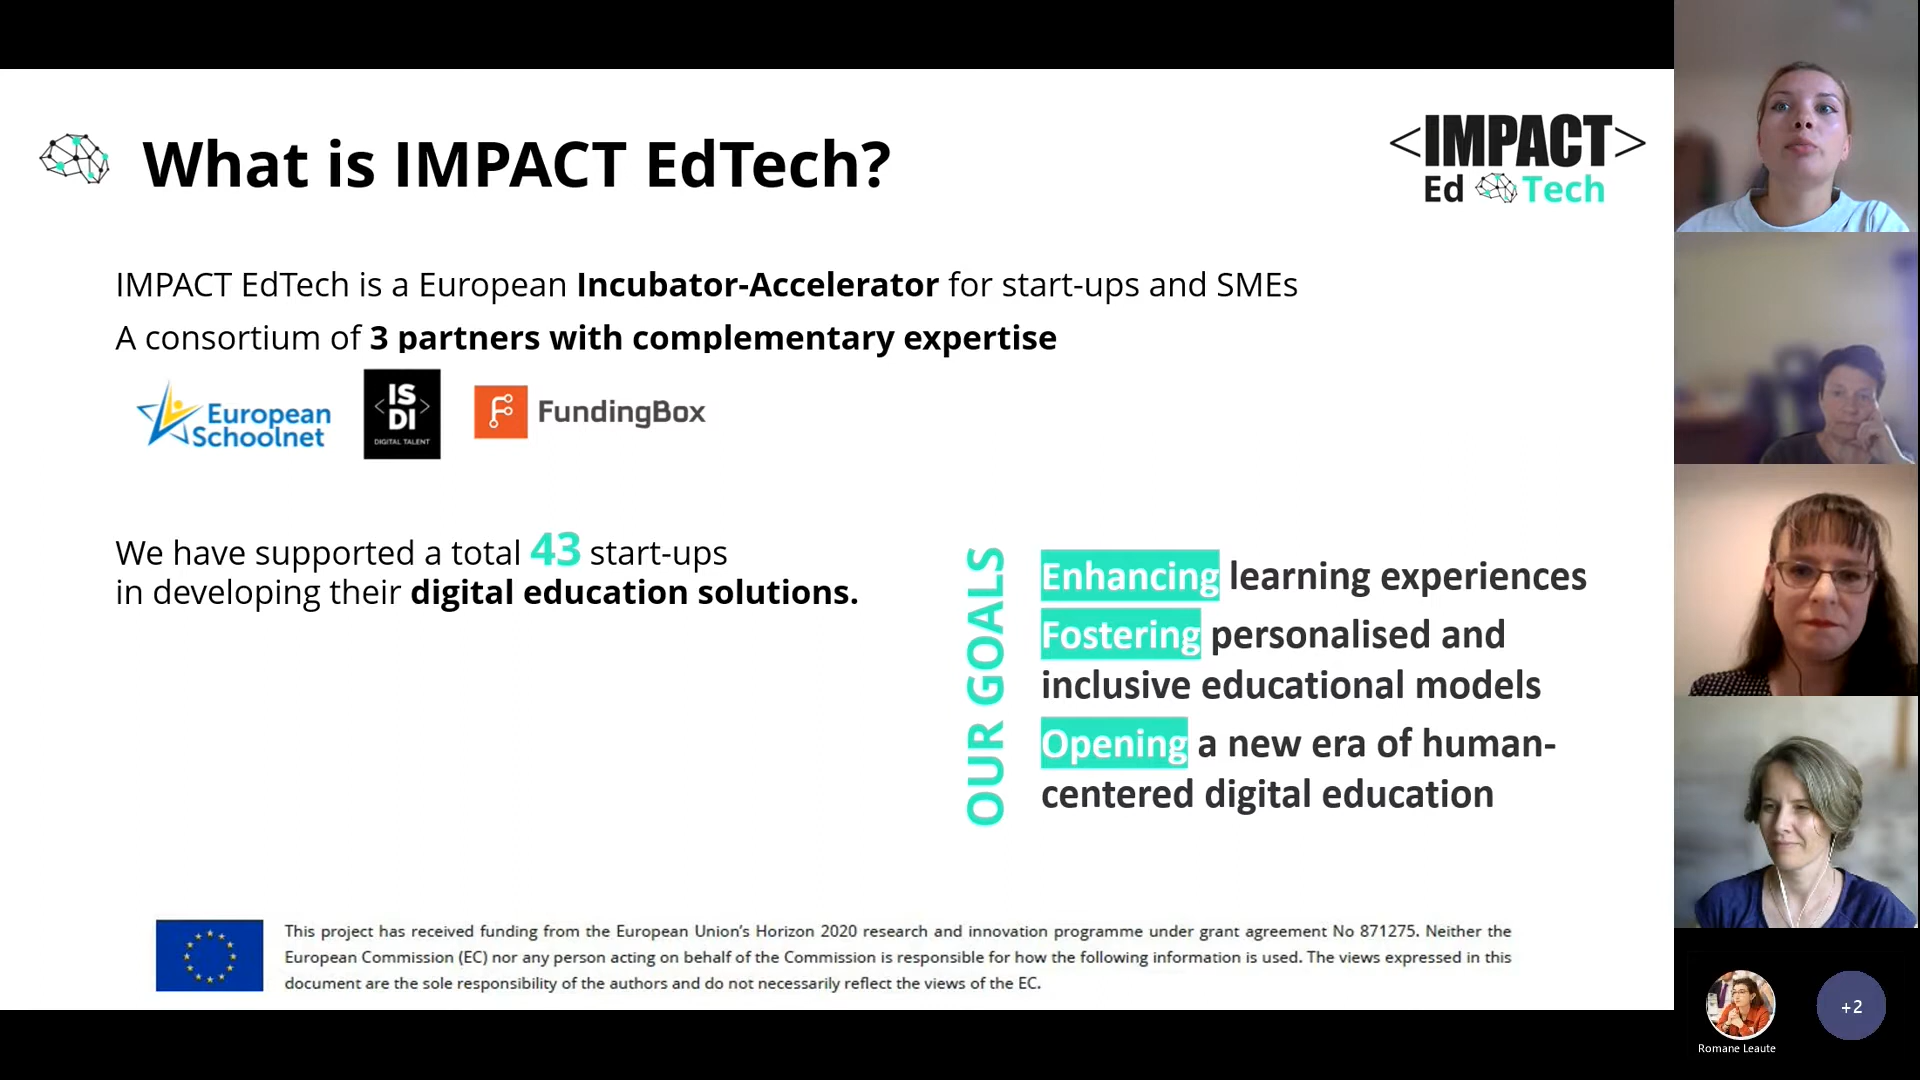 What is IMPACT EdTech?
<IMPACT>
Ed Tech
IMPACT EdTech is a European Incubator-Accelerator for start-ups and SMEs
A consortium of 3 partners with complementary expertise
European
Schoolnet
<IS
DI>
DIGITAL TALENT
FundingBox
We have supported a total 43 start-ups
in developing their digital education solutions.
OUR GOALS
Enhancing learning experiences
Fostering personalised and
inclusive educational models
Opening a new era of human-
centered digital education
This project has received funding from the European Union's Horizon 2020 research and innovation programme under grant agreement No 871275. Neither the
European Commission (EC) nor any person acting on behalf of the Commission is responsible for how the following information is used. The views expressed in this
document are the sole responsibility of the authors and do not necessarily reflect the views of the EC.
Romane Leaute
+2